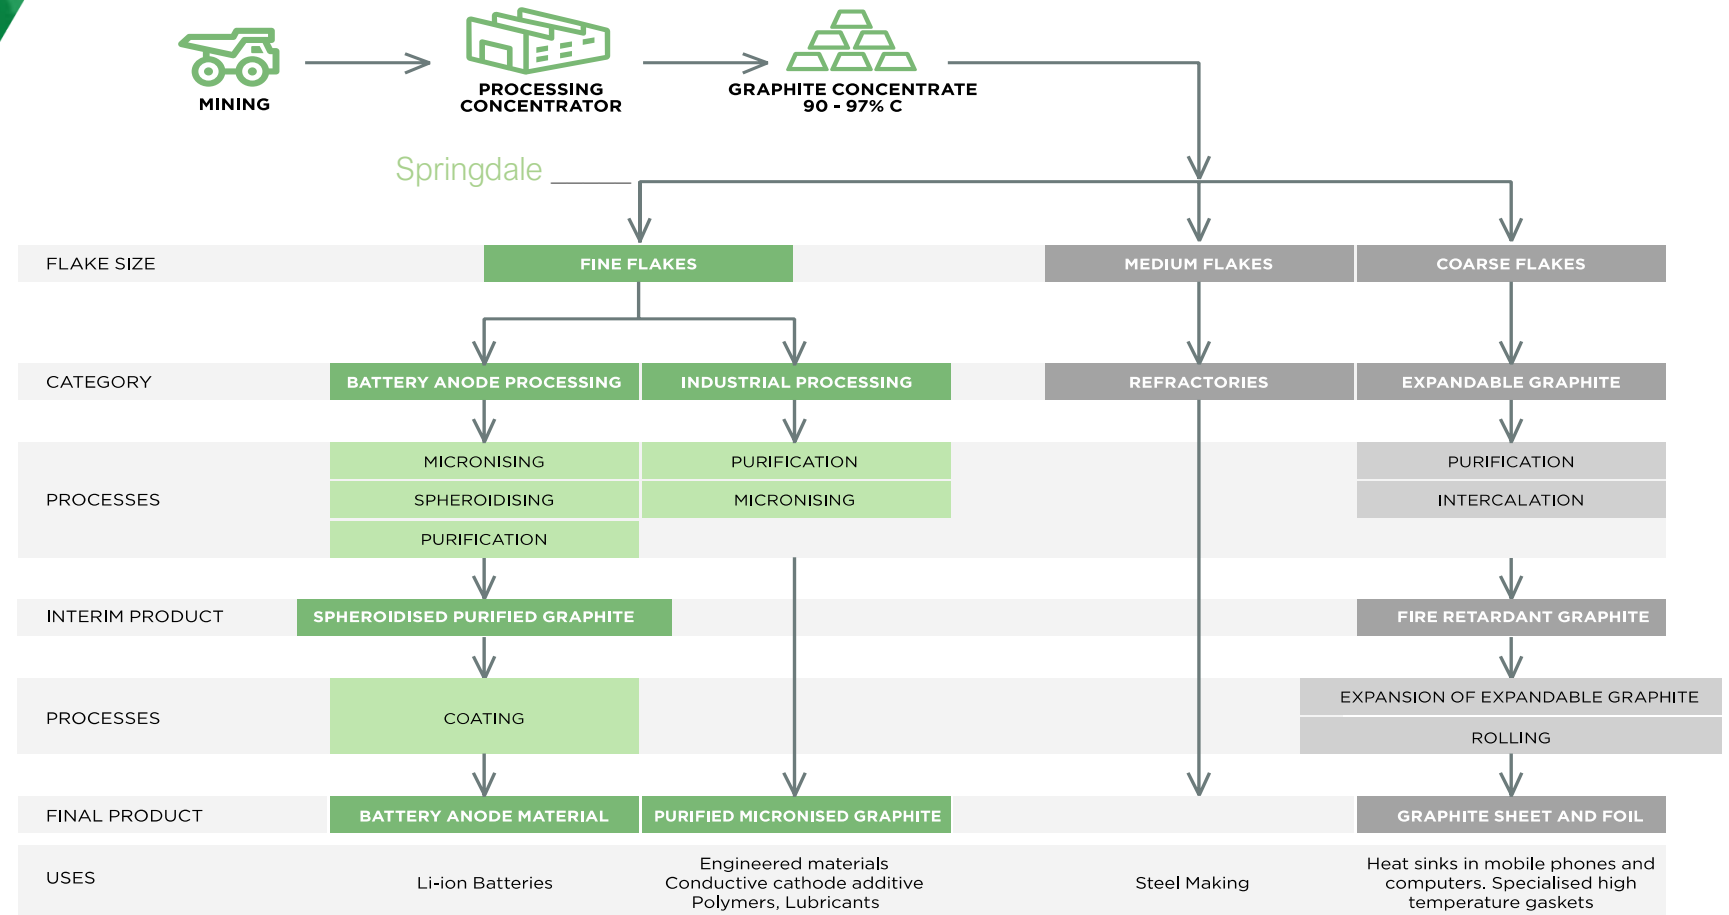 MINING
PROCESSING
CONCENTRATOR
GRAPHITE CONCENTRATE
90 - 97% C
Springdale
FLAKE SIZE
FINE FLAKES
MEDIUM FLAKES
COARSE FLAKES
CATEGORY
BATTERY ANODE PROCESSING
INDUSTRIAL PROCESSING
REFRACTORIES
EXPANDABLE GRAPHITE
PROCESSES
MICRONISING
SPHEROIDISING
PURIFICATION
PURIFICATION
MICRONISING
PURIFICATION
INTERCALATION
INTERIM PRODUCT
SPHEROIDISED PURIFIED GRAPHITE
FIRE RETARDANT GRAPHITE
PROCESSES
COATING
EXPANSION OF EXPANDABLE GRAPHITE
ROLLING
FINAL PRODUCT
BATTERY ANODE MATERIAL
PURIFIED MICRONISED GRAPHITE
GRAPHITE SHEET AND FOIL
USES
Li-ion Batteries
Engineered materials
Conductive cathode additive
Polymers, Lubricants
Steel Making
Heat sinks in mobile phones and
computers. Specialised high
temperature gaskets